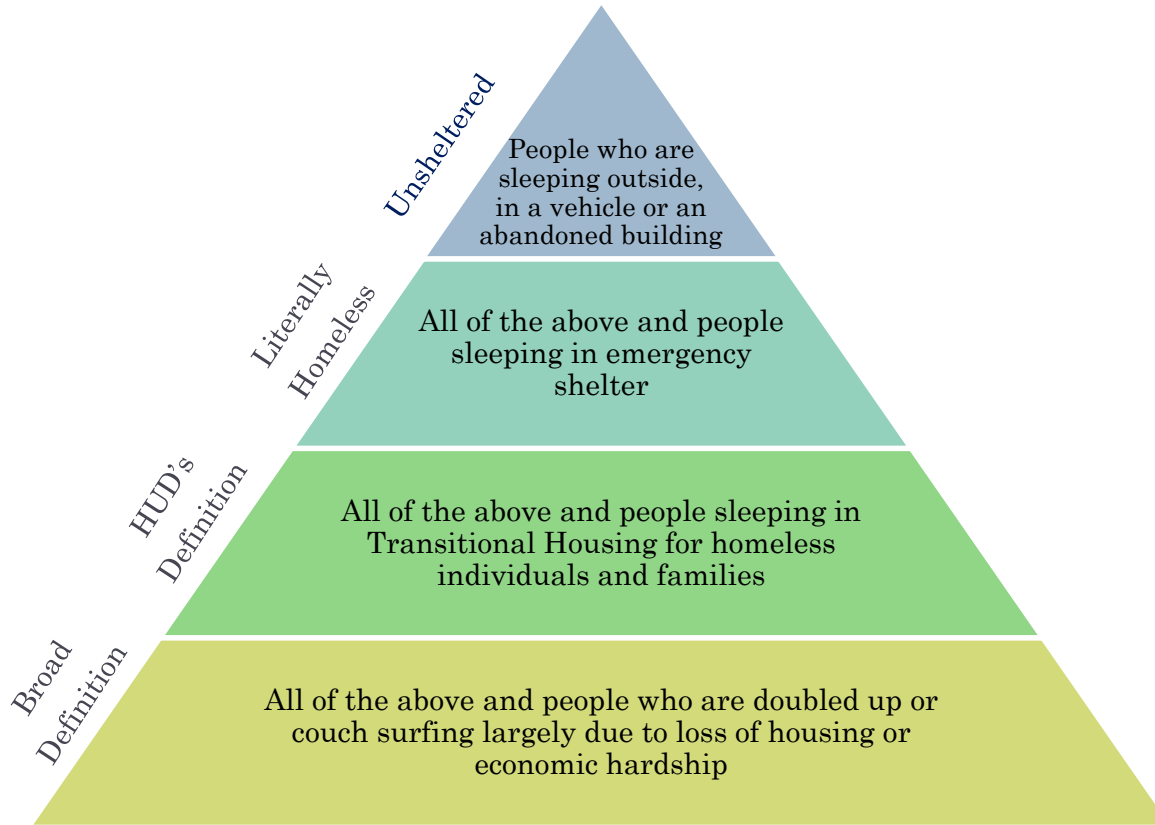 Unsheltered
People who are
sleeping outside,
in a vehicle or an
abandoned building
Literally
Homeless
All of the above and people
sleeping in emergency
shelter
HUD's
Definition
All of the above and people sleeping in
Transitional Housing for homeless
individuals and families
Broad
Definition
All of the above and people who are doubled up or
couch surfing largely due to loss of housing or
economic hardship